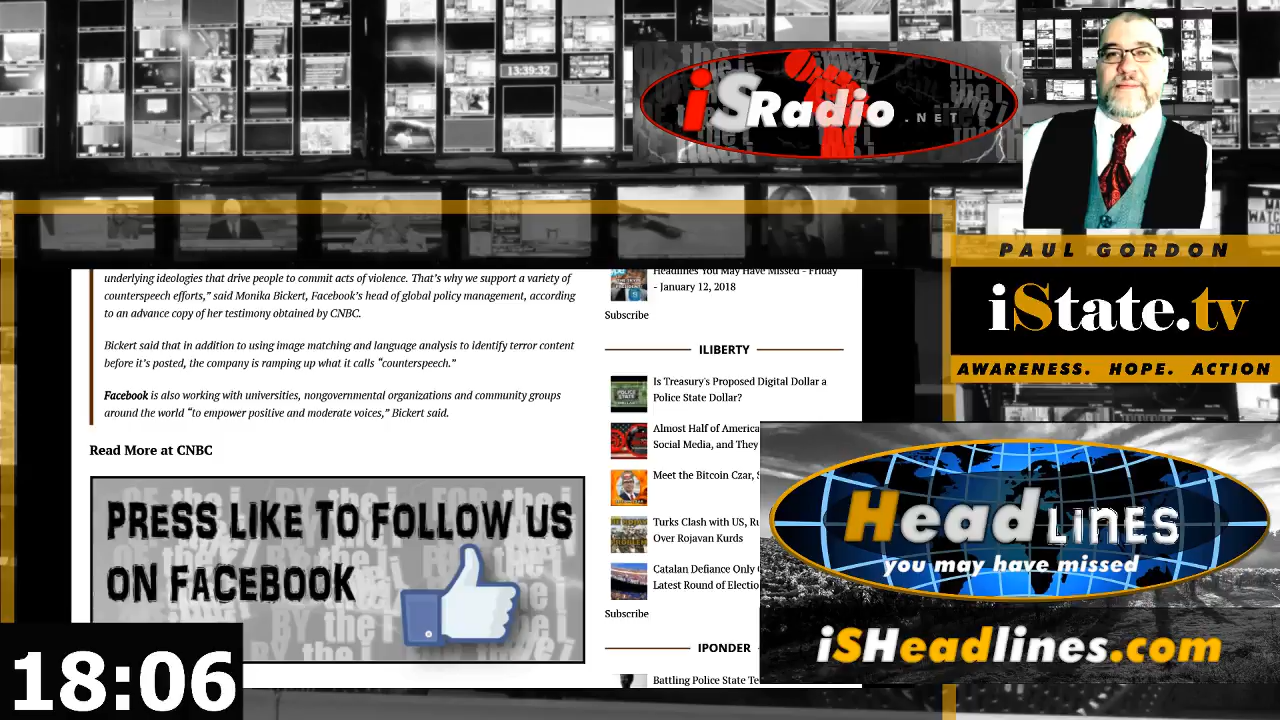 13:39:32
iSRadio.NET
PAUL GORDON
iState.tv
AWARENESS. HOPE. ACTION
underlying ideologies that drive people to commit acts of violence. That's why we support a variety of
counterspeech efforts,” said Monika Bickert, Facebook's head of global policy management, according
to an advance copy of her testimony obtained by CNBC.
Bickert said that in addition to using image matching and language analysis to identify terror content
before it's posted, the company is ramping up what it calls “counterspeech.”
Facebook is also working with universities, nongovernmental organizations and community groups
around the world “to empower positive and moderate voices,” Bickert said.
Read More at CNBC
PRESS LIKE TO FOLLOW US
ON FACEBOOK
Headlines You May Have Missed – Friday
- January 12, 2018
Subscribe
ILIBERTY
Is Treasury's Proposed Digital Dollar a
Police State Dollar?
Almost Half of America
Social Media, and They
Meet the Bitcoin Czar,
Turks Clash with US, Ru
Over Rojavan Kurds
Catalan Defiance Only
Latest Round of Electio
Subscribe
IPONDER
Battling Police State Te
HeadLINES
you may have missed
iSHeadlines.com
18:06